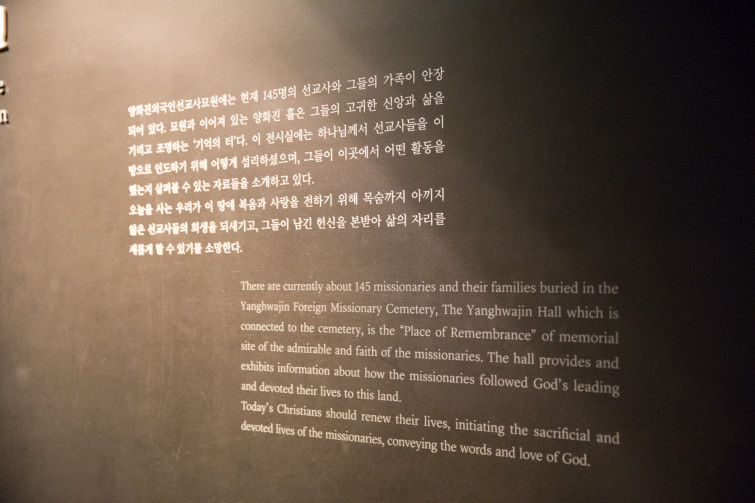 양화진외국인선교사묘원에는 현재 145명의 선교사와 그들의 가족이 안장
되어 있다. 묘원과 이어져 있는 양화진 홀은 그들의 고귀한 신앙과 삶을
기리고 조명하는 '기억의 터'다. 이 전시실에는 하나님께서 선교사들을 이
땅으로 인도하기 위해 어떻게 섭리하셨으며, 그들이 이곳에서 어떤 활동을
했는지 살펴볼 수 있는 자료들을 소개하고 있다.
오늘을 사는 우리가 이 땅에 복음과 사랑을 전하기 위해 목숨까지 아끼지
않은 선교사들의 희생을 되새기고, 그들이 남긴 헌신을 본받아 삶의 자리를
새롭게 할 수 있기를 소망한다.
There are currently about 145 missionaries and their families buried in the
Yanghwajin Foreign Missionary Cemetery, The Yanghwajin Hall which is
connected to the cemetery, is the “Place of Remembrance” of memorial
site of the admirable and faith of the missionaries. The hall provides and
exhibits information about how the missionaries followed God's leading
and devoted their lives to this land.
Today's Christians should renew their lives, initiating the sacrificial and
devoted lives of the missionaries, conveying the words and love of God.